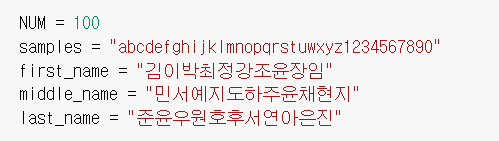 NUM = 100
samples = "abcdefghijklmnopqrstuwxyz1234567890"
first_name = "김이박최정강조윤장임"
middle_name = "민서예지도하주윤채현지"
last_name = "준윤우원호후서연아은진"